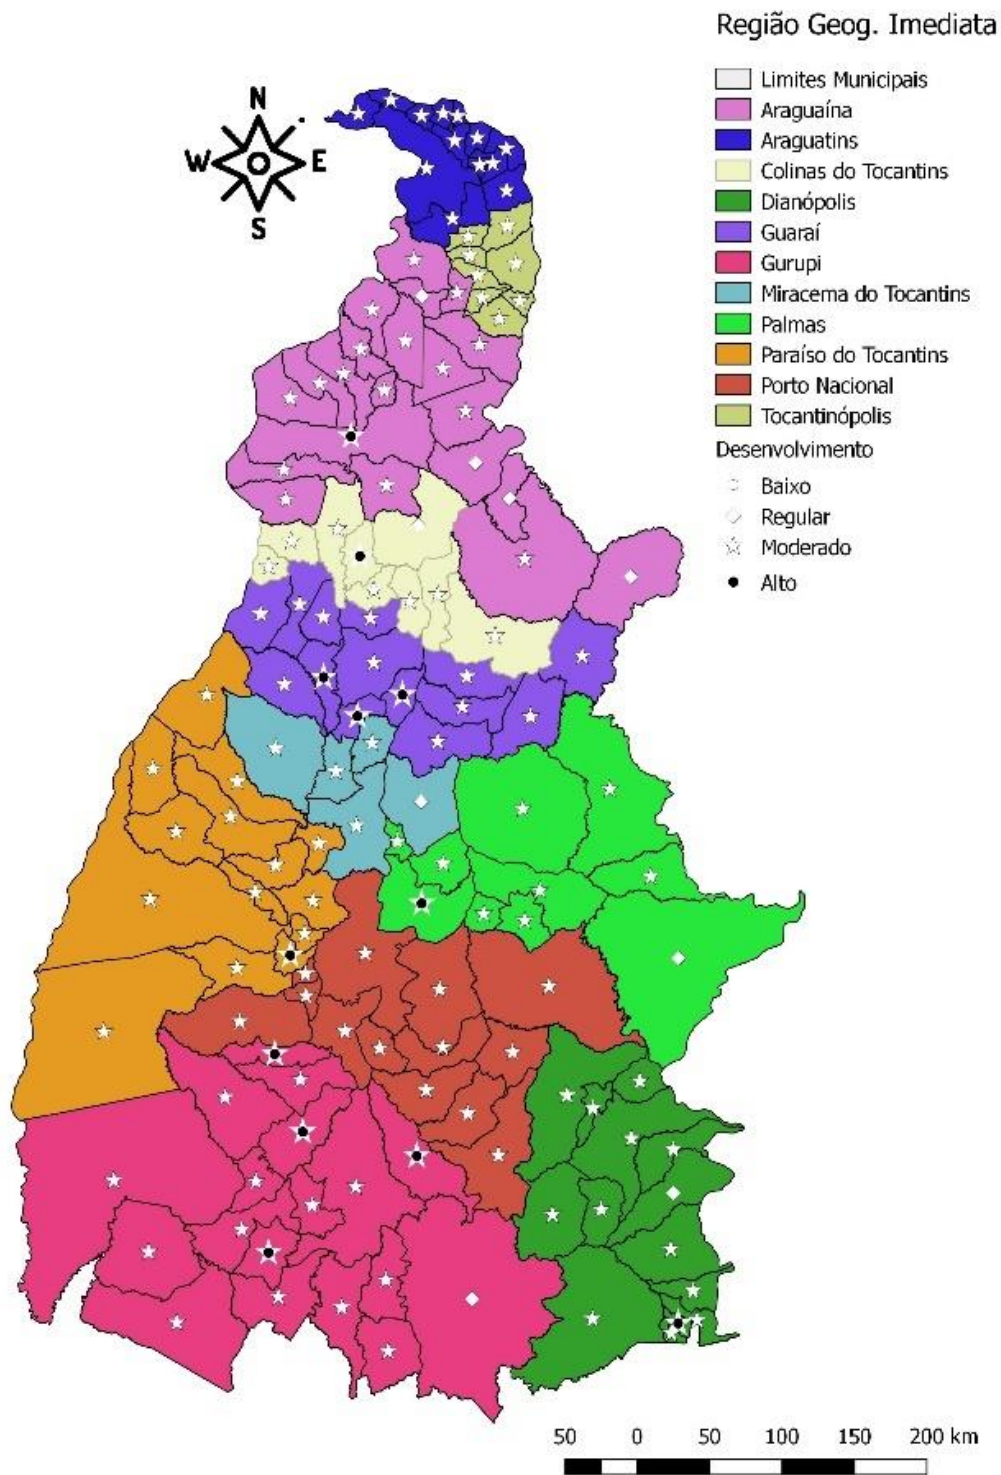 Região Geog. Imediata
Limites Municipais
Araguaína
Araguatins
Colinas do Tocantins
Dianópolis
Guaraí
Gurupi
Miracema do Tocantins
Palmas
Paraíso do Tocantins
Porto Nacional
Tocantinópolis
Desenvolvimento
Baixo
Regular
Moderado
Alto
N
W E
S
50 0 50 100 150 200 km